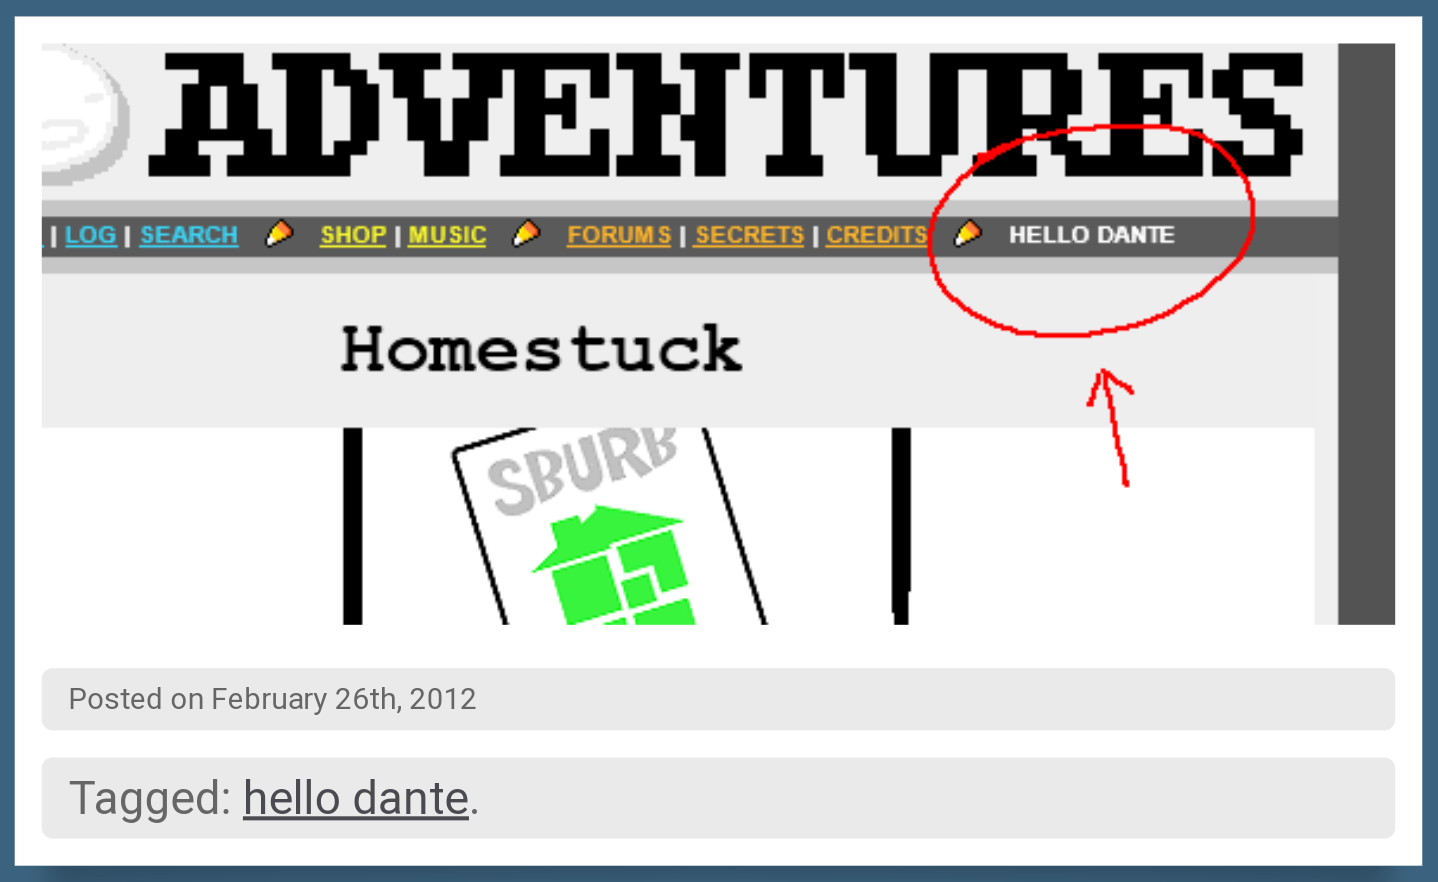 ADVENTURES
| LOG | SEARCH SHOP | MUSIC FORUMS | SECRETS | CREDITS HELLO DANTE
Homestuck
SBURB
Posted on February 26th, 2012
Tagged: hello dante.